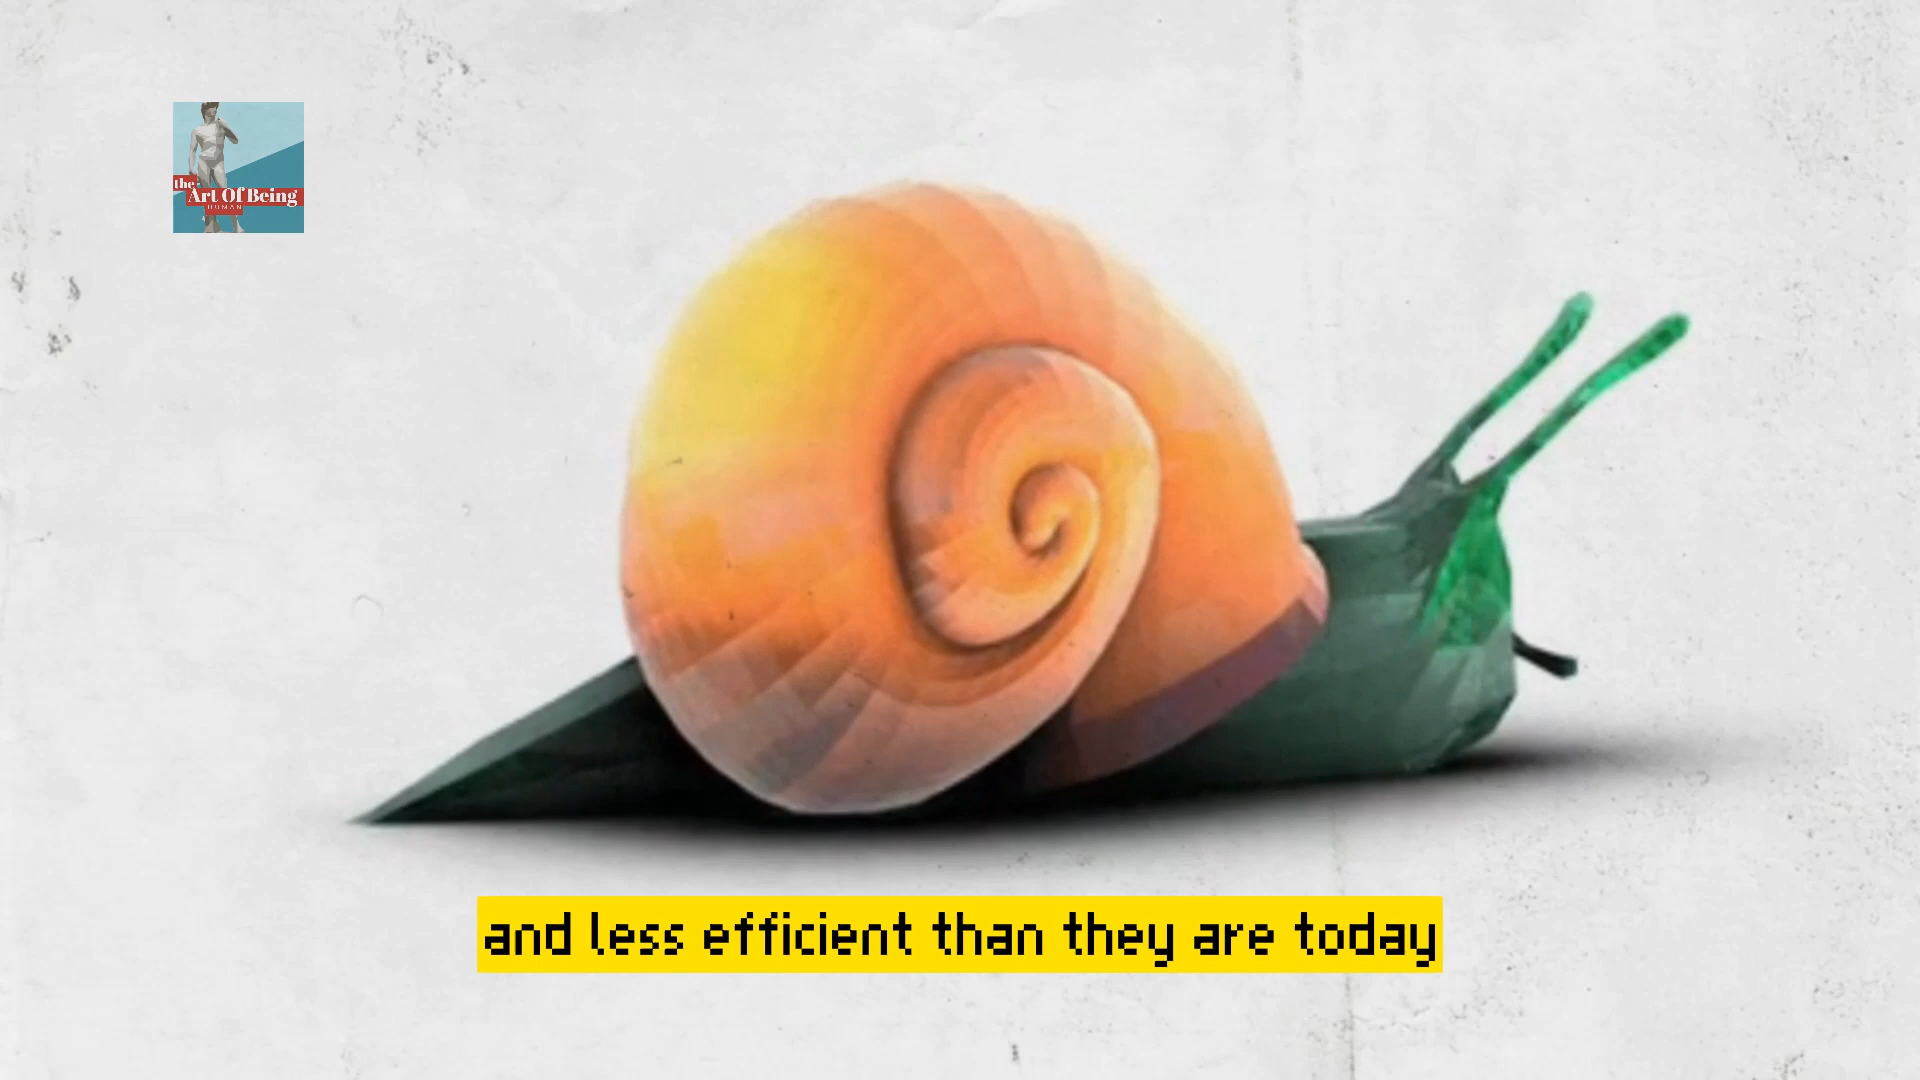 the
Art Of Being
HUMAN
and less efficient than they are today